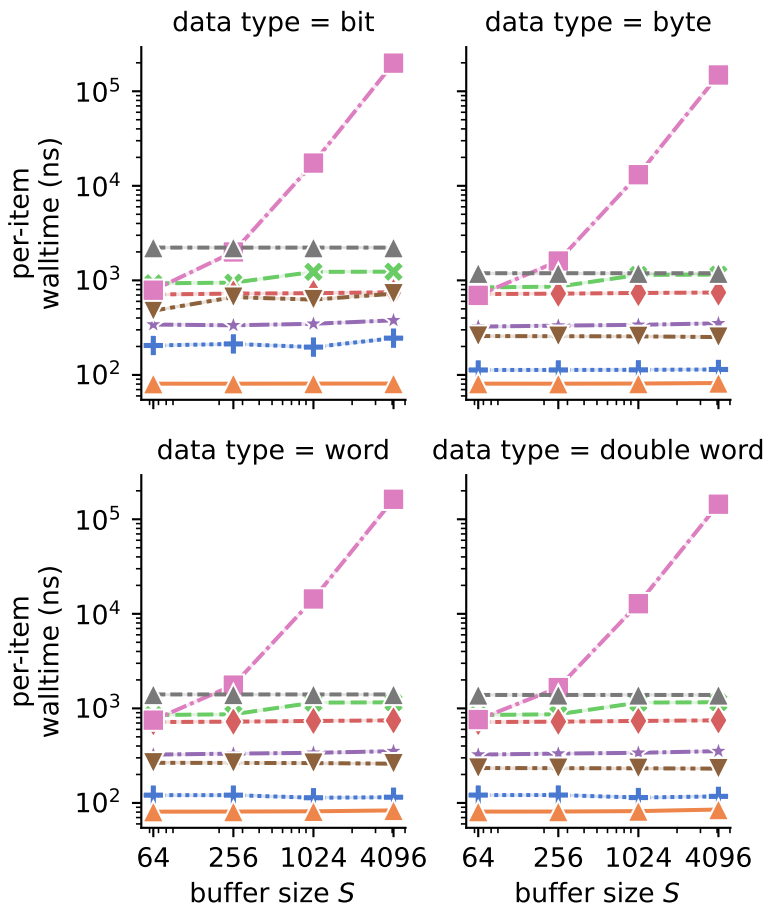 data type = bit
data type = byte
per-item
walltime (ns)
10^5
10^4
10^3
10^2
data type = word
data type = double word
per-item
walltime (ns)
10^5
10^4
10^3
10^2
64 256 1024 4096
64 256 1024 4096
buffer size S
buffer size S